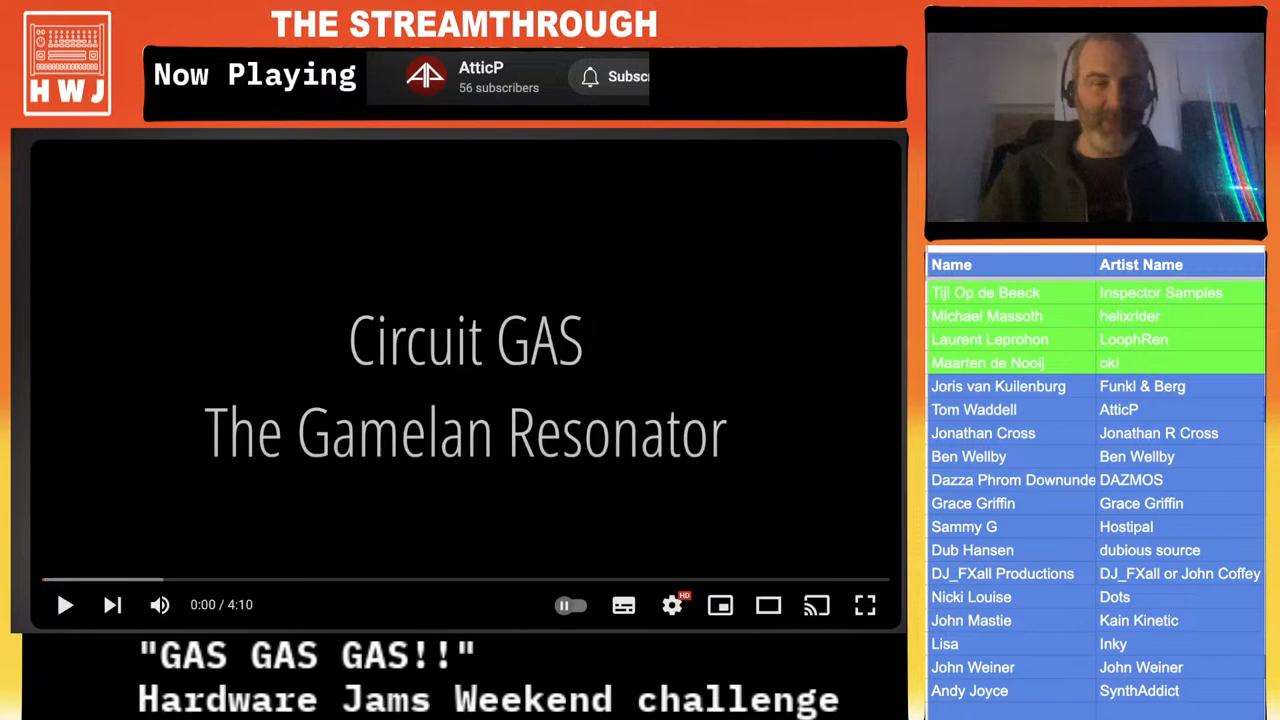 THE STREAMTHROUGH
HWJ
Now Playing
AtticP
56 subscribers
Subsc
Circuit GAS
The Gamelan Resonator
0:00 / 4:10
HD
"GAS GAS GAS!!"
Hardware Jams Weekend challenge
Name Artist Name
Tijl Op de Beeck Inspector Samples
Michael Massoth helixrider
Laurent Leprohon LoophRen
Maarten de Nooij oki
Joris van Kuilenburg Funkl & Berg
Tom Waddell AtticP
Jonathan Cross Jonathan R Cross
Ben Wellby Ben Wellby
Dazza Phrom Downunde DAZMOS
Grace Griffin Grace Griffin
Sammy G Hostipal
Dub Hansen dubious source
DJ_FXall Productions DJ_FXall or John Coffey
Nicki Louise Dots
John Mastie Kain Kinetic
Lisa Inky
John Weiner John Weiner
Andy Joyce SynthAddict